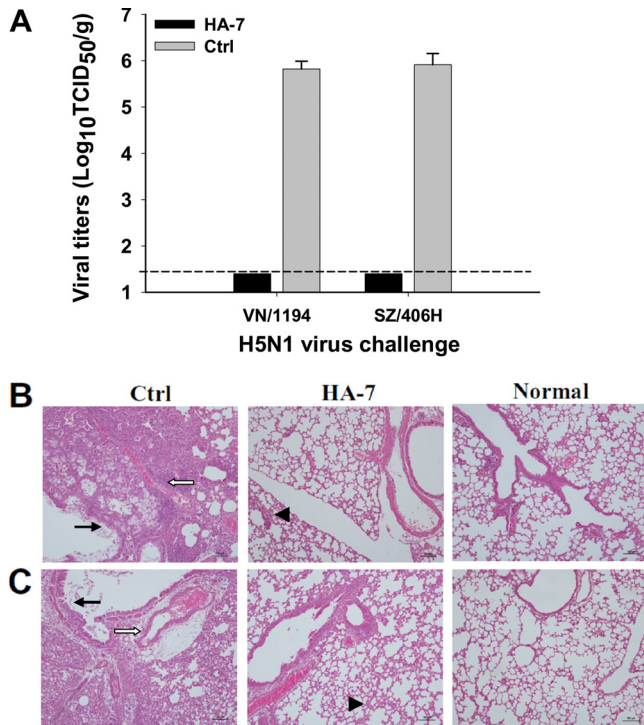 A
HA-7
Ctrl
Viral titers (Log10TCID50/g)
7
6
5
4
3
2
1
VN/1194
SZ/406H
H5N1 virus challenge
B
Ctrl
HA-7
Normal
C